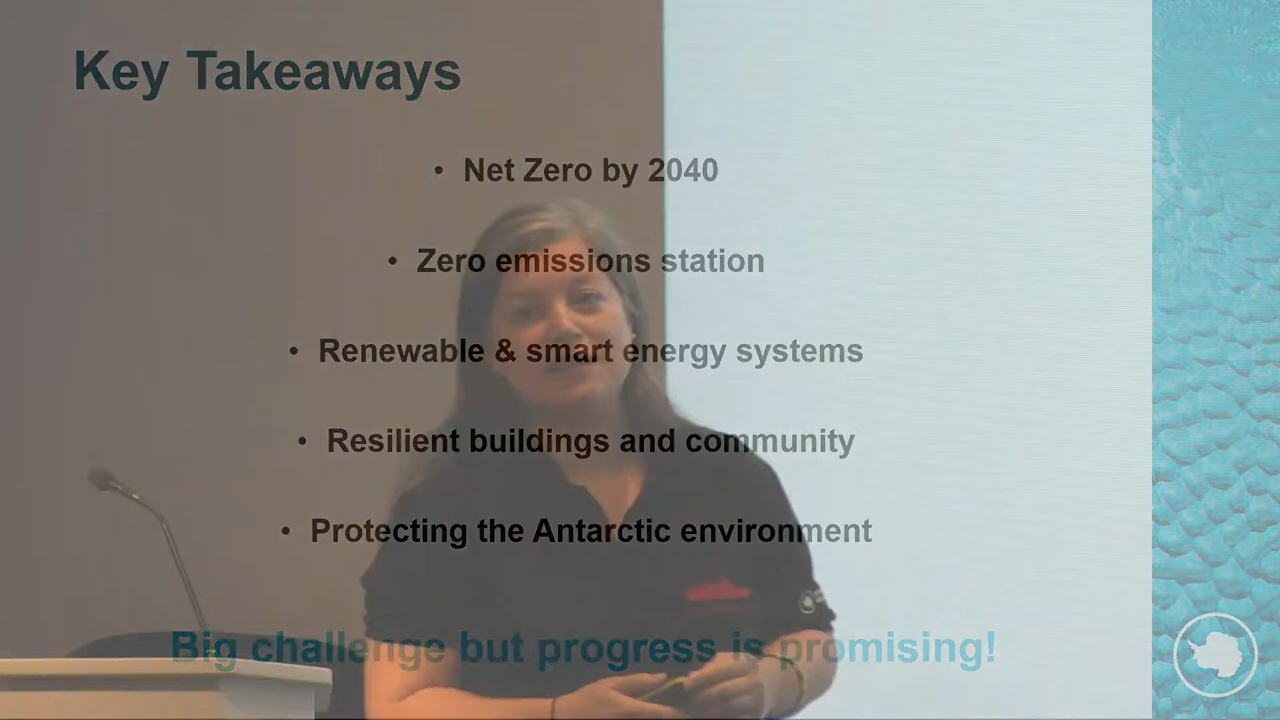 Key Takeaways
• Net Zero by 2040
• Zero emissions station
• Renewable & smart energy systems
• Resilient buildings and community
• Protecting the Antarctic environment
Big challenge but progress is promising!